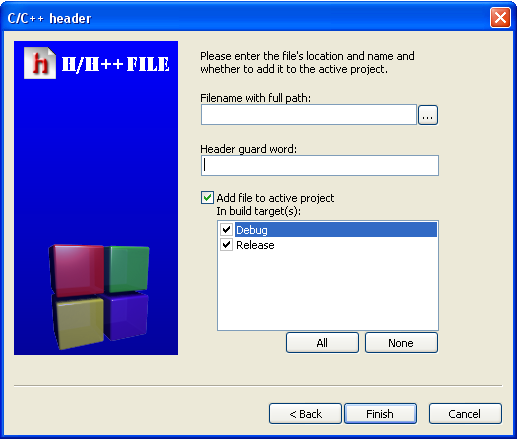 C/C++ header
h H/H++ FILE
Please enter the file's location and name and
whether to add it to the active project.
Filename with full path:
...
Header guard word:
Add file to active project
In build target(s):
Debug
Release
All None
< Back Finish Cancel